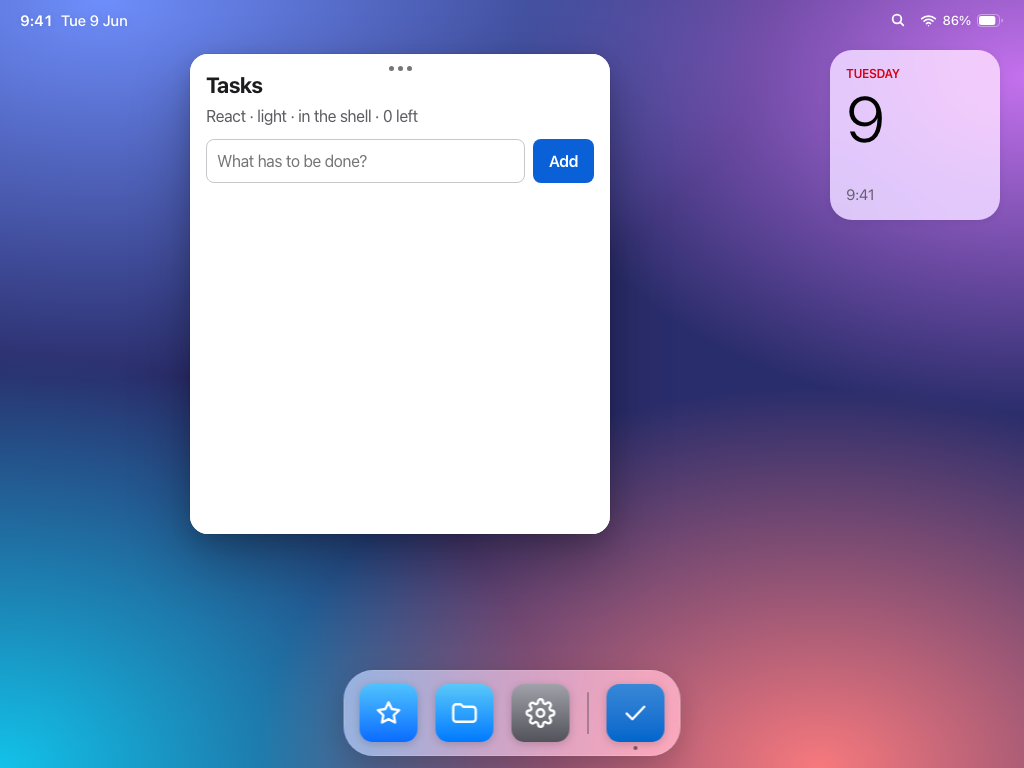 9:41 Tue 9 Jun
86%
Tasks
React · light · in the shell · 0 left
What has to be done?
Add
TUESDAY
9
9:41